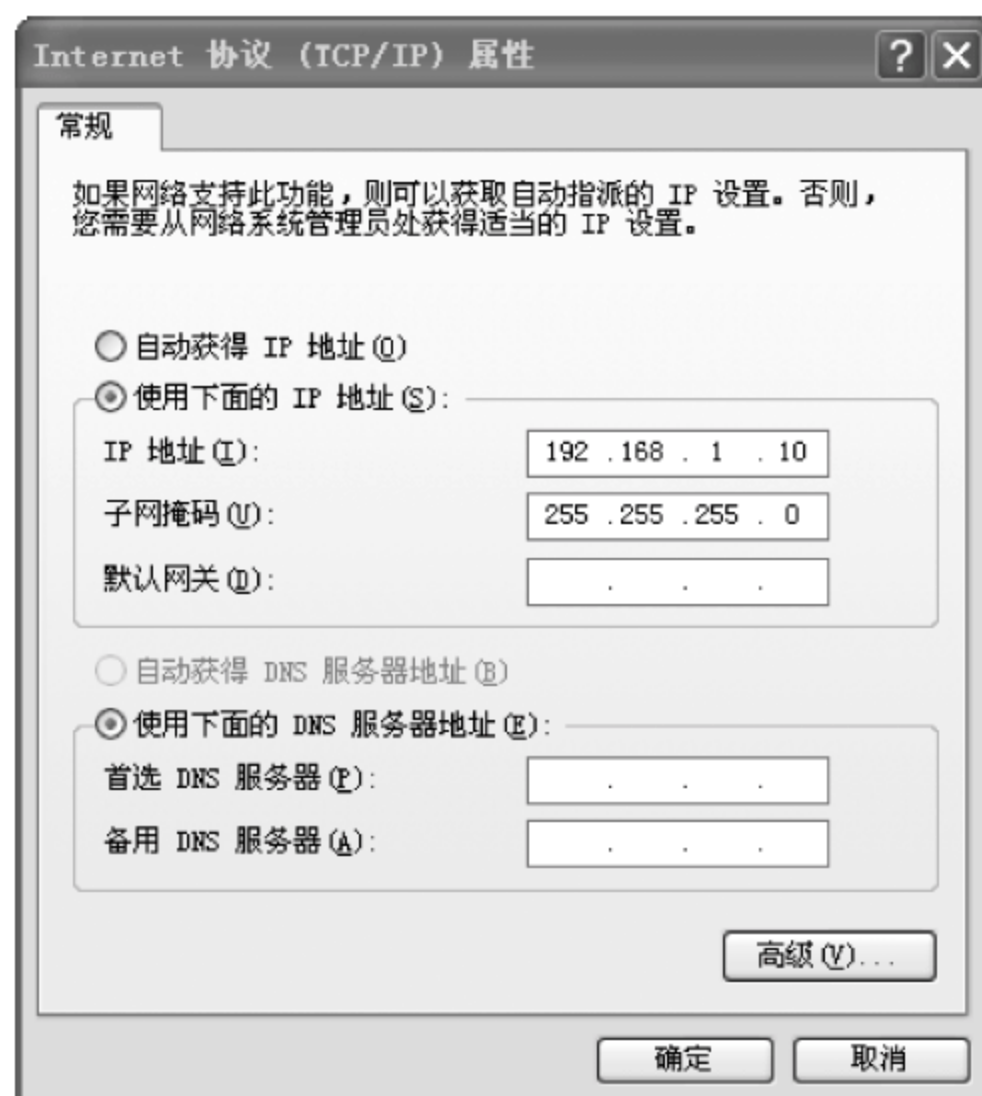 Internet 协议 (TCP/IP) 属性
常规
如果网络支持此功能，则可以获取自动指派的 IP 设置。否则，
您需要从网络系统管理员处获得适当的 IP 设置。
自动获得 IP 地址(O)
使用下面的 IP 地址(S):
IP 地址(I): 192 .168 . 1 . 10
子网掩码(U): 255 .255 .255 . 0
默认网关(D): . . .
自动获得 DNS 服务器地址(B)
使用下面的 DNS 服务器地址(E):
首选 DNS 服务器(P): . . .
备用 DNS 服务器(A): . . .
高级(V)...
确定 取消